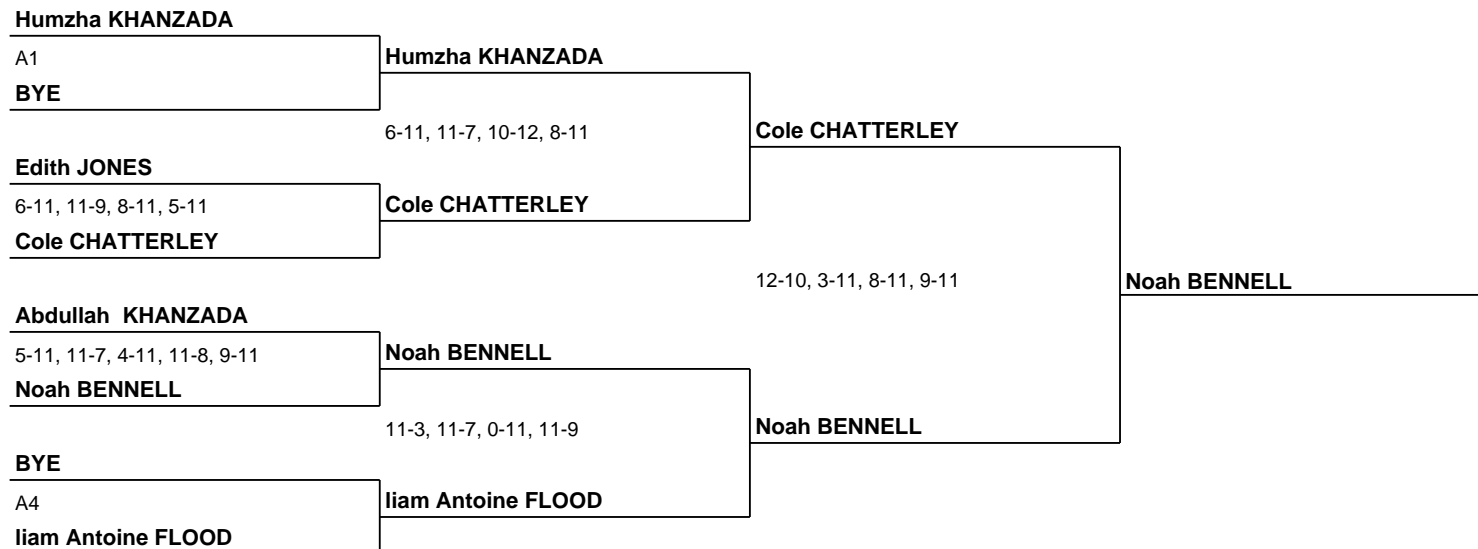 Humzha KHANZADA
A1
BYE
Humzha KHANZADA
6-11, 11-7, 10-12, 8-11
Cole CHATTERLEY
Edith JONES
6-11, 11-9, 8-11, 5-11
Cole CHATTERLEY
Cole CHATTERLEY
12-10, 3-11, 8-11, 9-11
Noah BENNELL
Abdullah  KHANZADA
5-11, 11-7, 4-11, 11-8, 9-11
Noah BENNELL
Noah BENNELL
11-3, 11-7, 0-11, 11-9
Noah BENNELL
BYE
A4
liam Antoine FLOOD
liam Antoine FLOOD